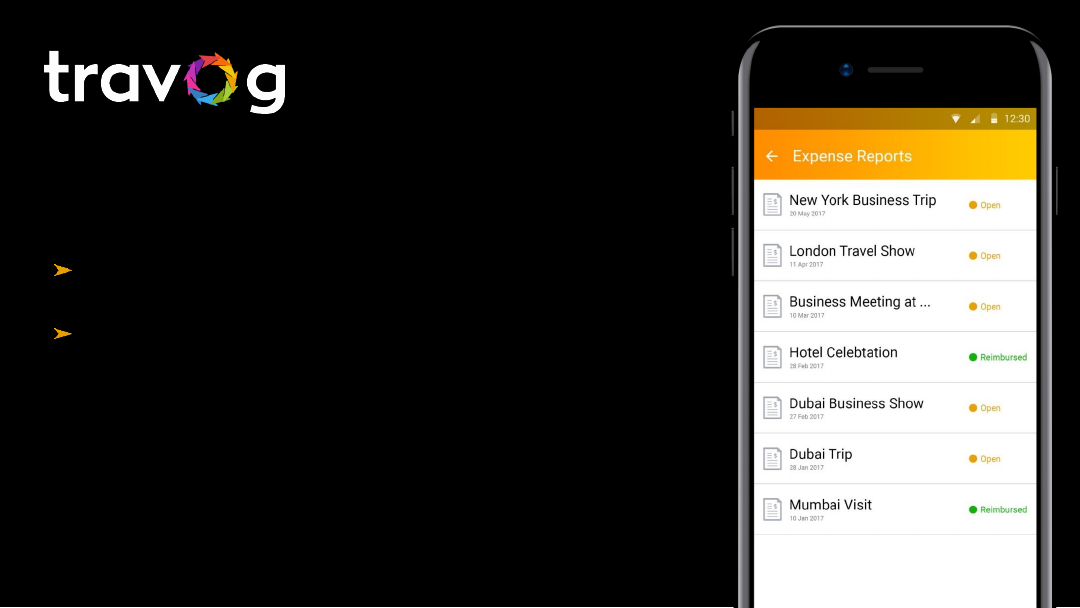 travog
12:30
Expense Reports
New York Business Trip
Open
20 May 2017
London Travel Show
Open
11 Apr 2017
Business Meeting at ...
Open
10 Mar 2017
Hotel Celebtation
Reimbursed
28 Feb 2017
Dubai Business Show
Open
27 Feb 2017
Dubai Trip
Open
28 Jan 2017
Mumbai Visit
Reimbursed
10 Jan 2017